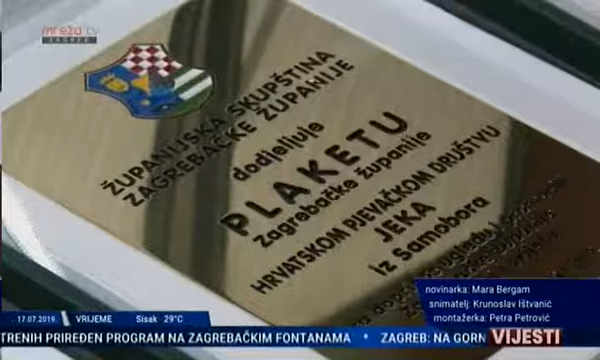 mreža tv
ZAGREB
ŽUPANIJSKA SKUPŠTINA
ZAGREBAČKE ŽUPANIJE
dodjeljuje
PLAKETU
Zagrebačke županije
HRVATSKOM PJEVAČKOM DRUŠTVU
JEKA
iz Samobora
novinarka: Mara Bergam
snimatelj: Krunoslav Ištvanić
montažerka: Petra Petrović
17.07.2019 VRIJEME Sisak 29°C
TRENIH PRIREĐEN PROGRAM NA ZAGREBAČKIM FONTANAMA • ZAGREB: NA GORN VIJESTI